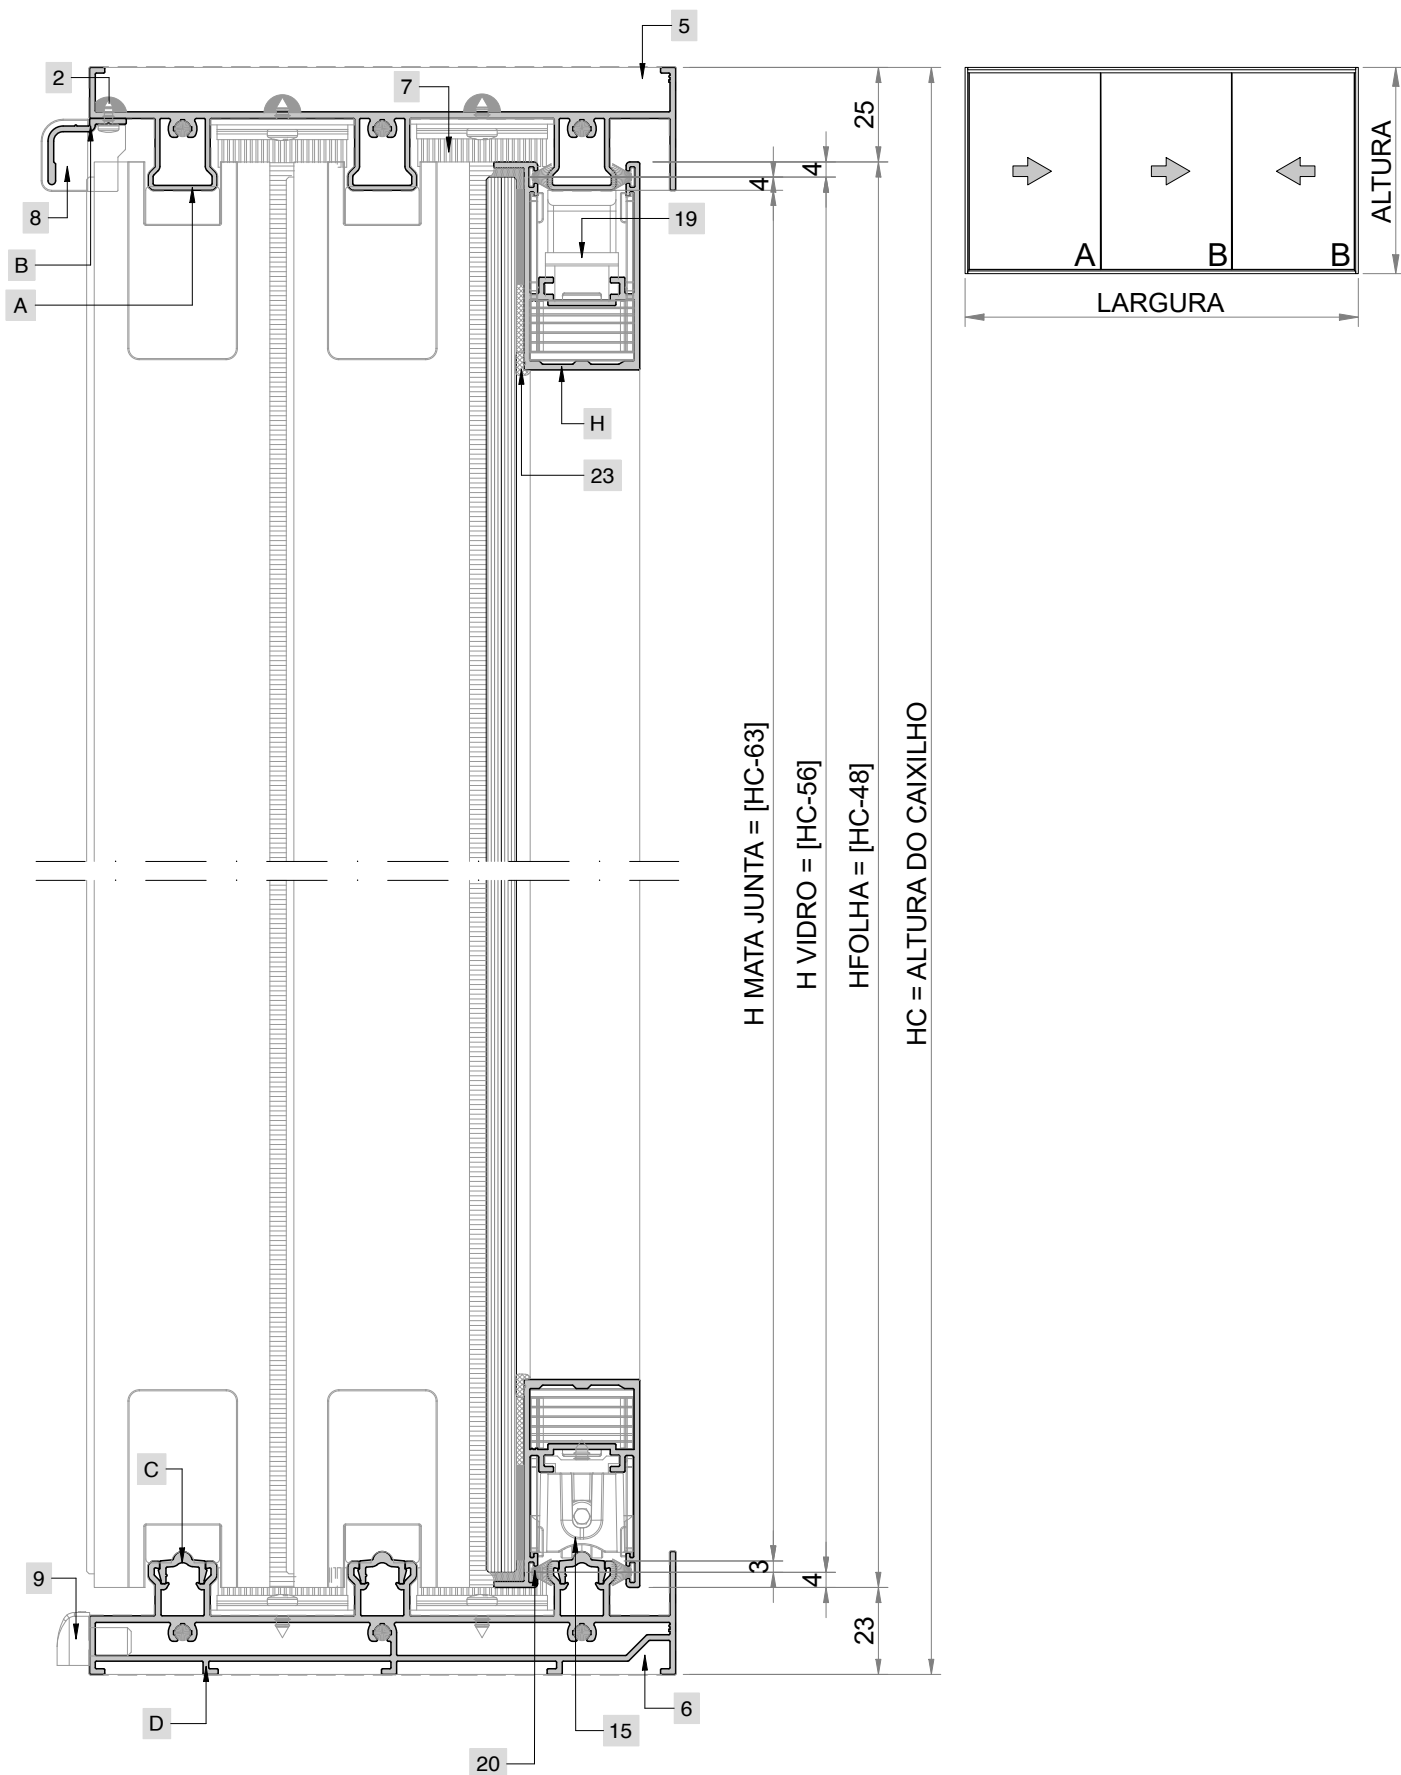 5
2
7
8
B
A
19
H
23
25
4
4
ALTURA
A
B
B
LARGURA
H MATA JUNTA = [HC-63]
H VIDRO = [HC-56]
HFOLHA = [HC-48]
HC = ALTURA DO CAIXILHO
C
9
D
3
4
23
6
15
20